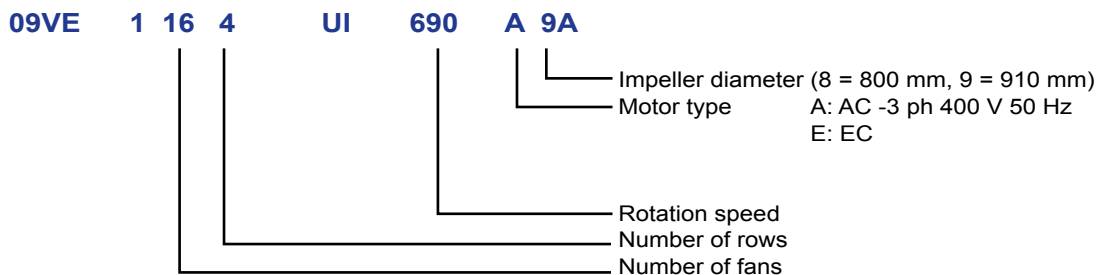 09VE 1 16 4 UI 690 A 9A
Impeller diameter (8 = 800 mm, 9 = 910 mm)
Motor type A: AC -3 ph 400 V 50 Hz
E: EC
Rotation speed
Number of rows
Number of fans